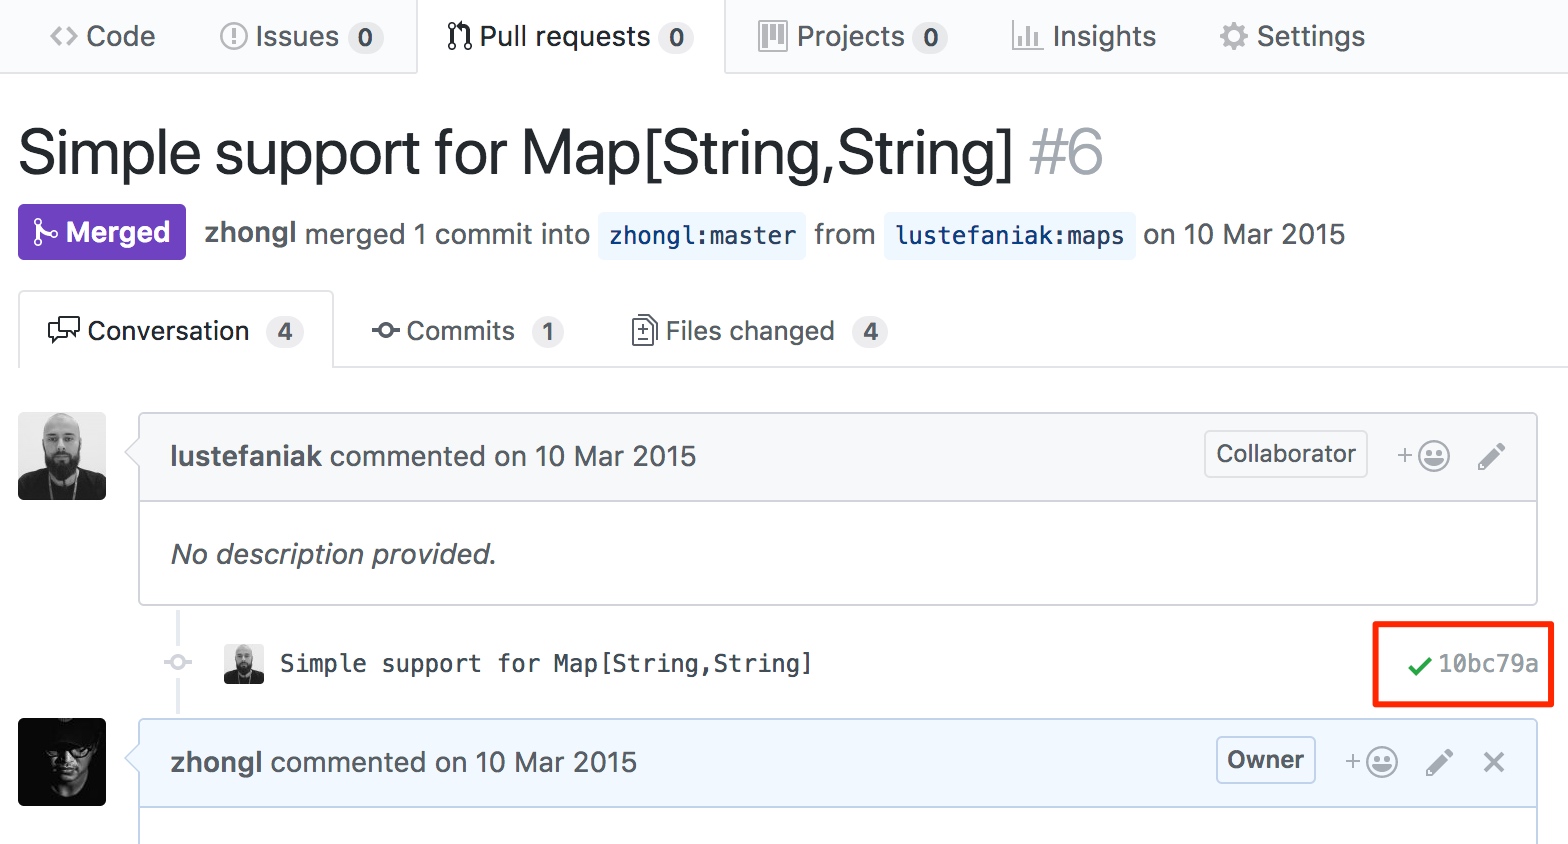 Code Issues 0 Pull requests 0 Projects 0 Insights Settings
Simple support for Map[String,String] #6
Merged zhongl merged 1 commit into zhongl:master from lustefaniak:maps on 10 Mar 2015
Conversation 4 Commits 1 Files changed 4
lustefaniak commented on 10 Mar 2015 Collaborator
No description provided.
Simple support for Map[String,String] 10bc79a
zhongl commented on 10 Mar 2015 Owner